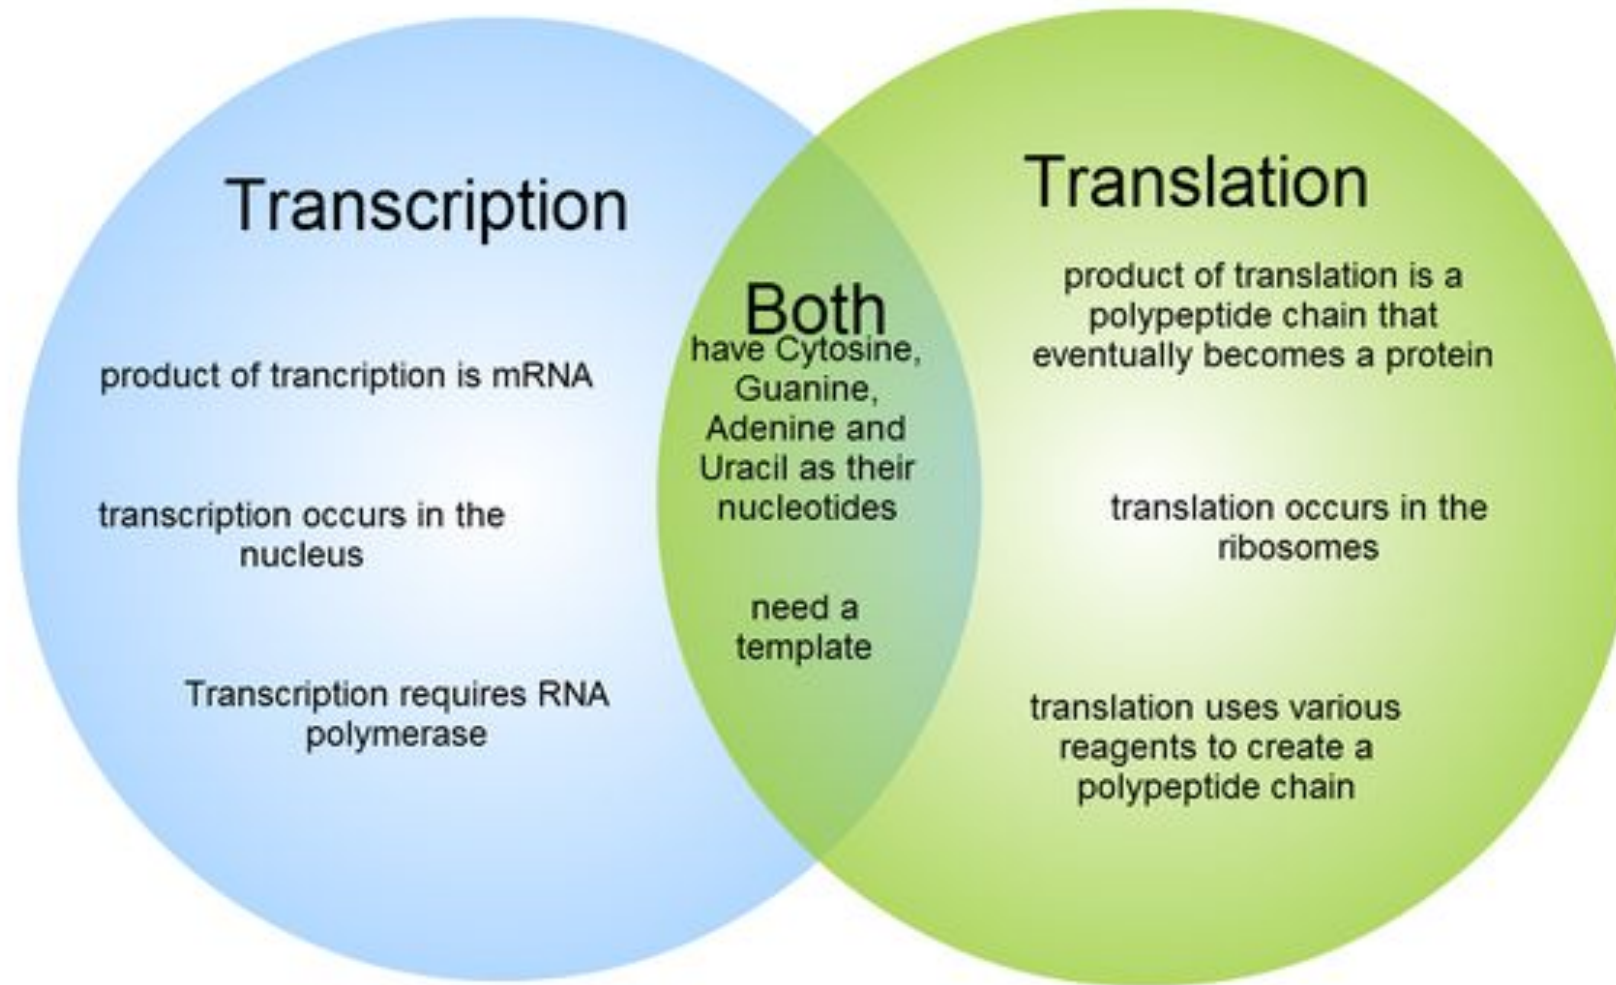 Transcription
product of trancription is mRNA
transcription occurs in the
nucleus
Transcription requires RNA
polymerase
Both
have Cytosine,
Guanine,
Adenine and
Uracil as their
nucleotides
need a
template
Translation
product of translation is a
polypeptide chain that
eventually becomes a protein
translation occurs in the
ribosomes
translation uses various
reagents to create a
polypeptide chain